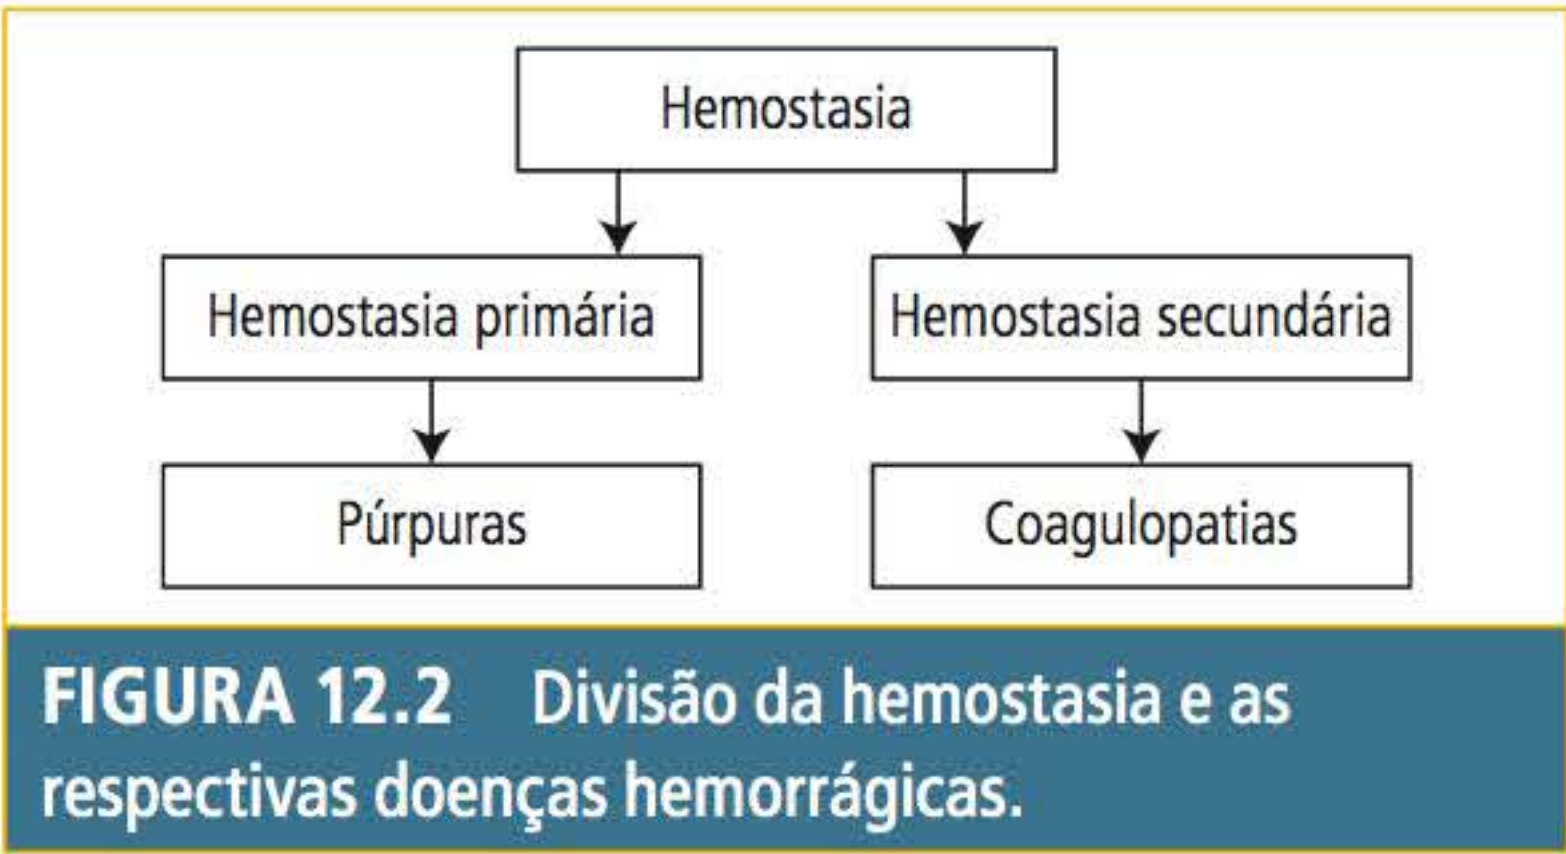 Hemostasia
Hemostasia primária
Hemostasia secundária
Púrpuras
Coagulopatias
FIGURA 12.2 Divisão da hemostasia e as
respectivas doenças hemorrágicas.